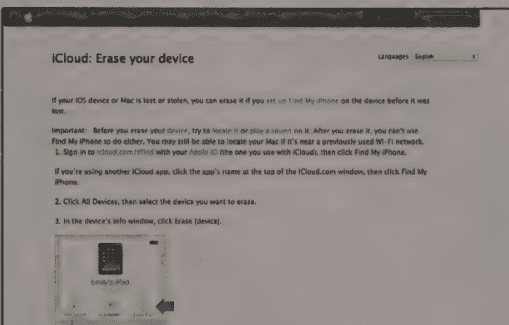 iCloud: Erase your device
Languages English
If your iOS device or Mac is lost or stolen, you can erase it if you set up Find My iPhone on the device before it was
lost.
Important: Before you erase your device, try to locate it or play a sound on it. After you erase it, you can't use
Find My iPhone to do either. You may still be able to locate your Mac if it's near a previously used Wi-Fi network.
1. Sign in to icloud.com/#find with your Apple ID (the one you use with iCloud), then click Find My iPhone.
If you're using another iCloud app, click the app's name at the top of the iCloud.com window, then click Find My
iPhone.
2. Click All Devices, then select the device you want to erase.
3. In the device's Info window, click Erase [device].
Emily's iPad